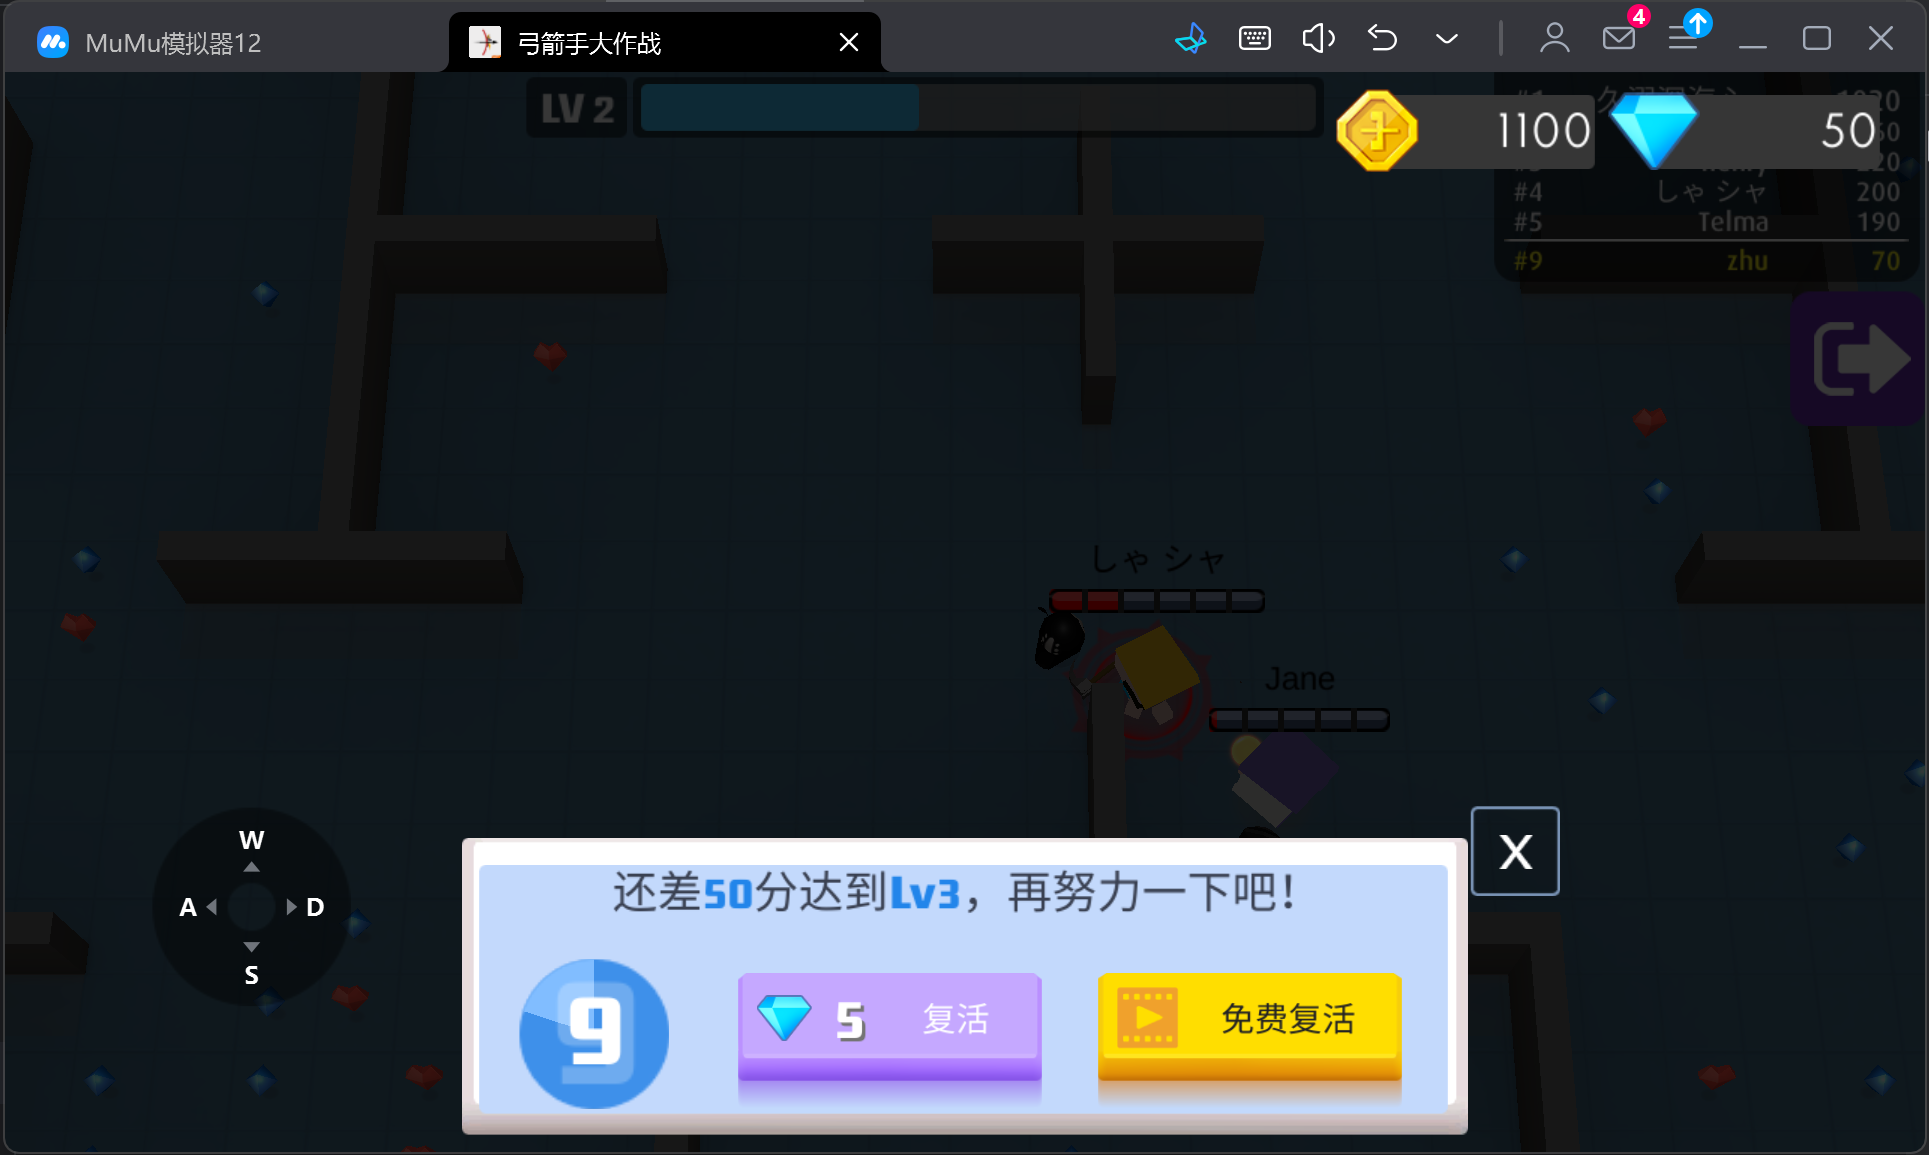 MuMu模拟器12
弓箭手大作战
4
LV 2
1100
50
#4 しゃ シャ 200
#5 Telma 190
#9 zhu 70
しゃ シャ
Jane
W
A D
S
X
还差50分达到Lv3，再努力一下吧！
9
5 复活
免费复活